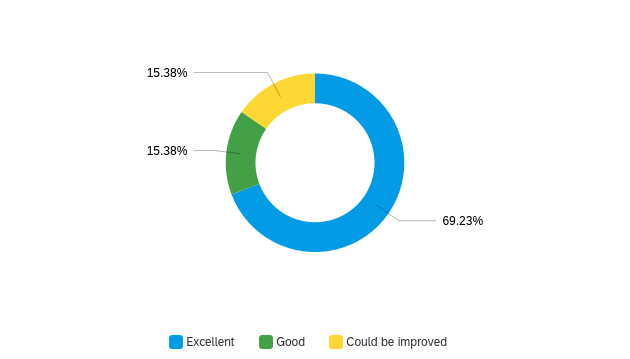 15.38%
15.38%
69.23%
Excellent Good Could be improved